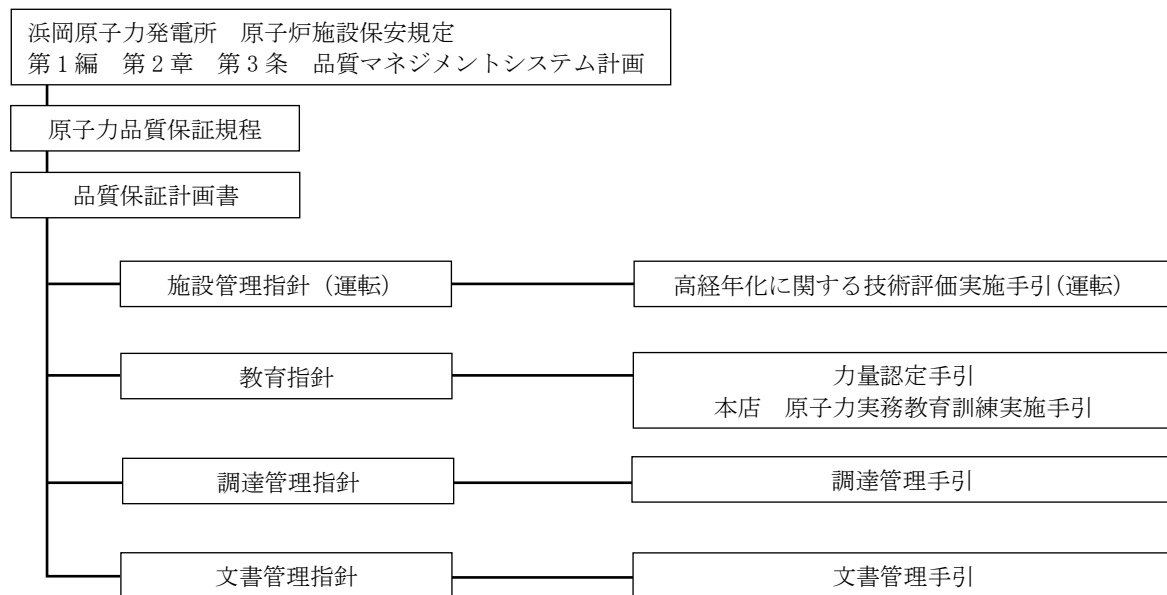 浜岡原子力発電所　原子炉施設保安規定
第１編　第２章　第３条　品質マネジメントシステム計画
原子力品質保証規程
品質保証計画書
施設管理指針（運転）
高経年化に関する技術評価実施手引(運転)
教育指針
力量認定手引
本店　原子力実務教育訓練実施手引
調達管理指針
調達管理手引
文書管理指針
文書管理手引